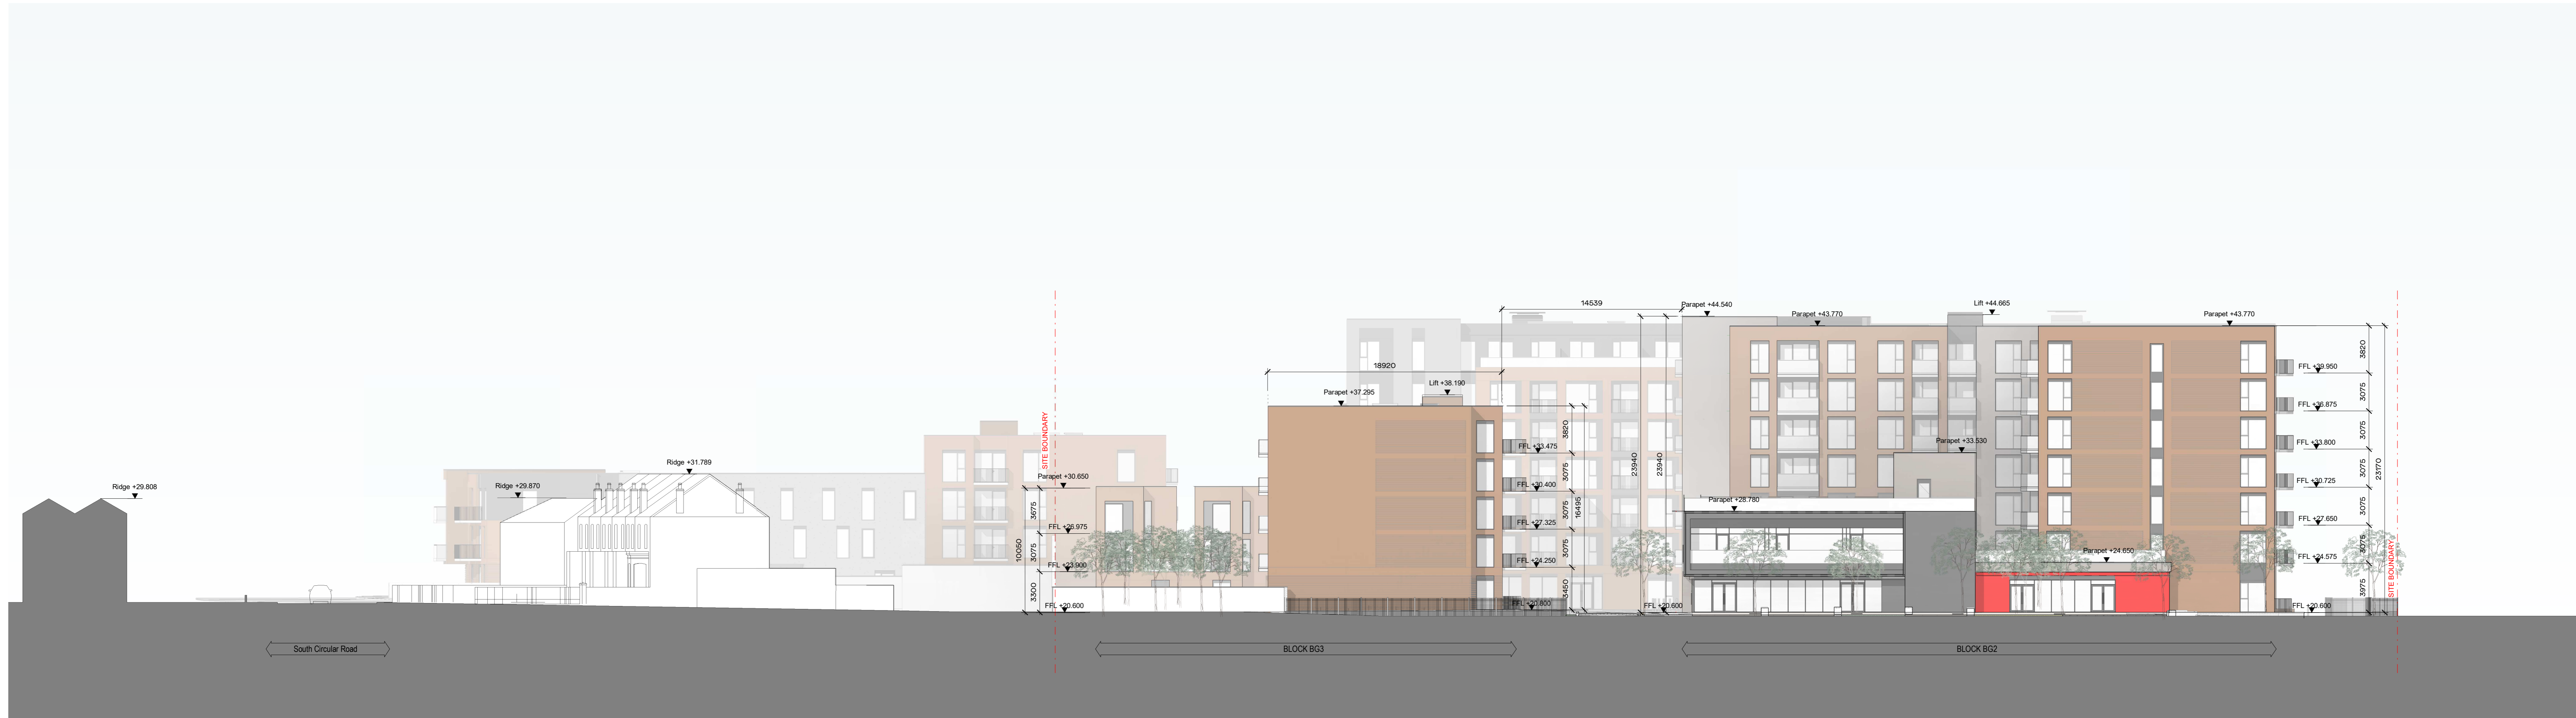 Ridge +29.808
Ridge +29.870
Ridge +31.789
SITE BOUNDARY
Parapet +30.650
FFL +26.975
FFL +23.900
FFL +20.600
3675
3075
3300
10050
18920
Parapet +37.295
Lift +38.190
FFL +33.475
FFL +30.400
FFL +27.325
FFL +24.250
FFL +20.800
3820
3075
3075
3075
3450
16495
14539
23940
23940
FFL +20.600
Parapet +44.540
Parapet +43.770
Lift +44.665
Parapet +43.770
Parapet +33.530
Parapet +28.780
Parapet +24.650
FFL +39.950
FFL +36.875
FFL +33.800
FFL +30.725
FFL +27.650
FFL +24.575
FFL +20.600
3820
3075
3075
3075
3075
3075
3975
23170
SITE BOUNDARY
South Circular Road
BLOCK BG3
BLOCK BG2